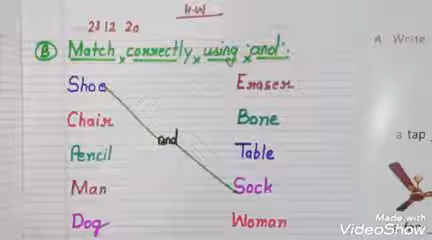 H.W
21 12 20
B Match correctly using 'and'.
Shoe Eraser
Chair Bone
and
Pencil Table
Man Sock
Dog Woman
A Write
a tap
Made With
VideoShow